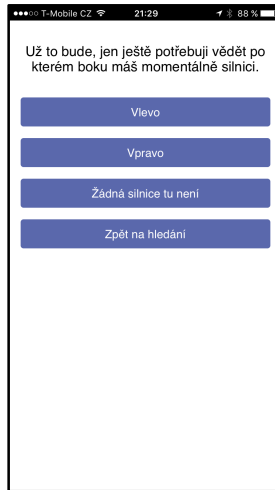 T-Mobile CZ 21:29 88 %
Už to bude, jen ještě potřebuji vědět po
kterém boku máš momentálně silnici.
Vlevo
Vpravo
Žádná silnice tu není
Zpět na hledání